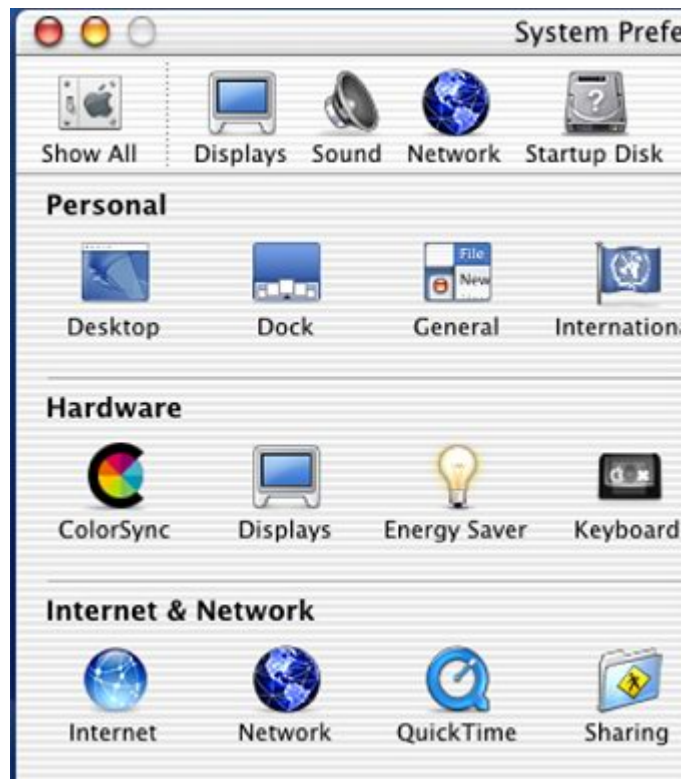 System Prefe
Show All Displays Sound Network Startup Disk
Personal
File
New
Desktop Dock General Internationa
Hardware
ColorSync Displays Energy Saver Keyboard
Internet & Network
Internet Network QuickTime Sharing